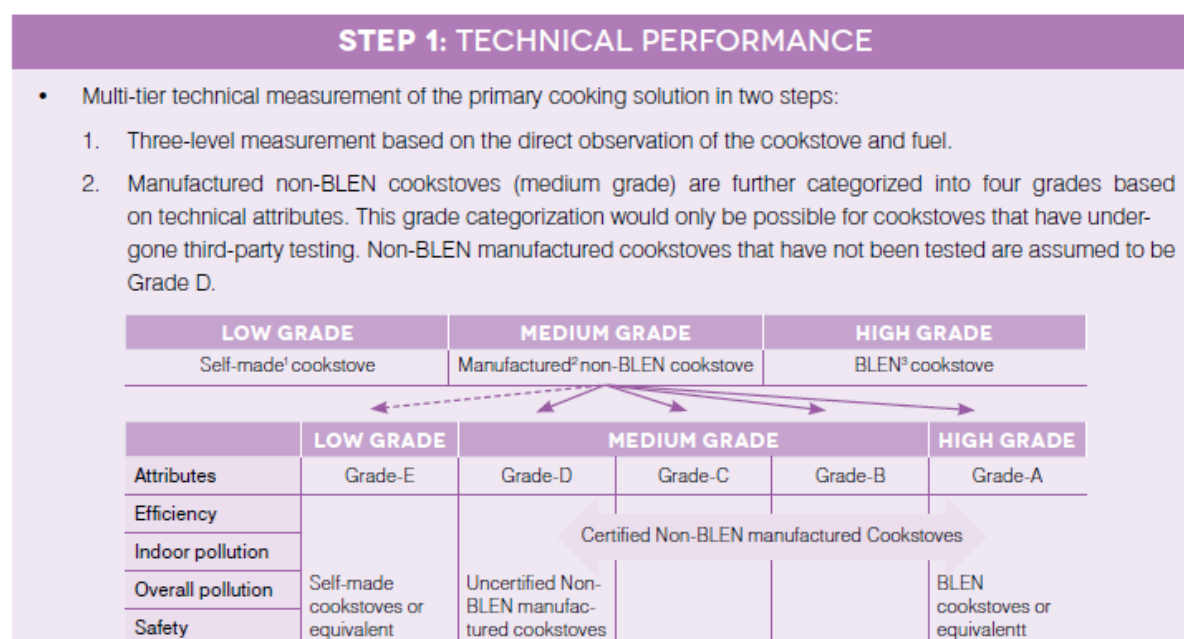 STEP 1: TECHNICAL PERFORMANCE
• Multi-tier technical measurement of the primary cooking solution in two steps:
1. Three-level measurement based on the direct observation of the cookstove and fuel.
2. Manufactured non-BLEN cookstoves (medium grade) are further categorized into four grades based
on technical attributes. This grade categorization would only be possible for cookstoves that have under-
gone third-party testing. Non-BLEN manufactured cookstoves that have not been tested are assumed to be
Grade D.
LOW GRADE MEDIUM GRADE HIGH GRADE
Self-made¹ cookstove Manufactured² non-BLEN cookstove BLEN³ cookstove
LOW GRADE MEDIUM GRADE HIGH GRADE
Attributes Grade-E Grade-D Grade-C Grade-B Grade-A
Efficiency
Certified Non-BLEN manufactured Cookstoves
Indoor pollution
Overall pollution Self-made Uncertified Non- BLEN
cookstoves or BLEN manufac- cookstoves or
Safety equivalent tured cookstoves equivalentt